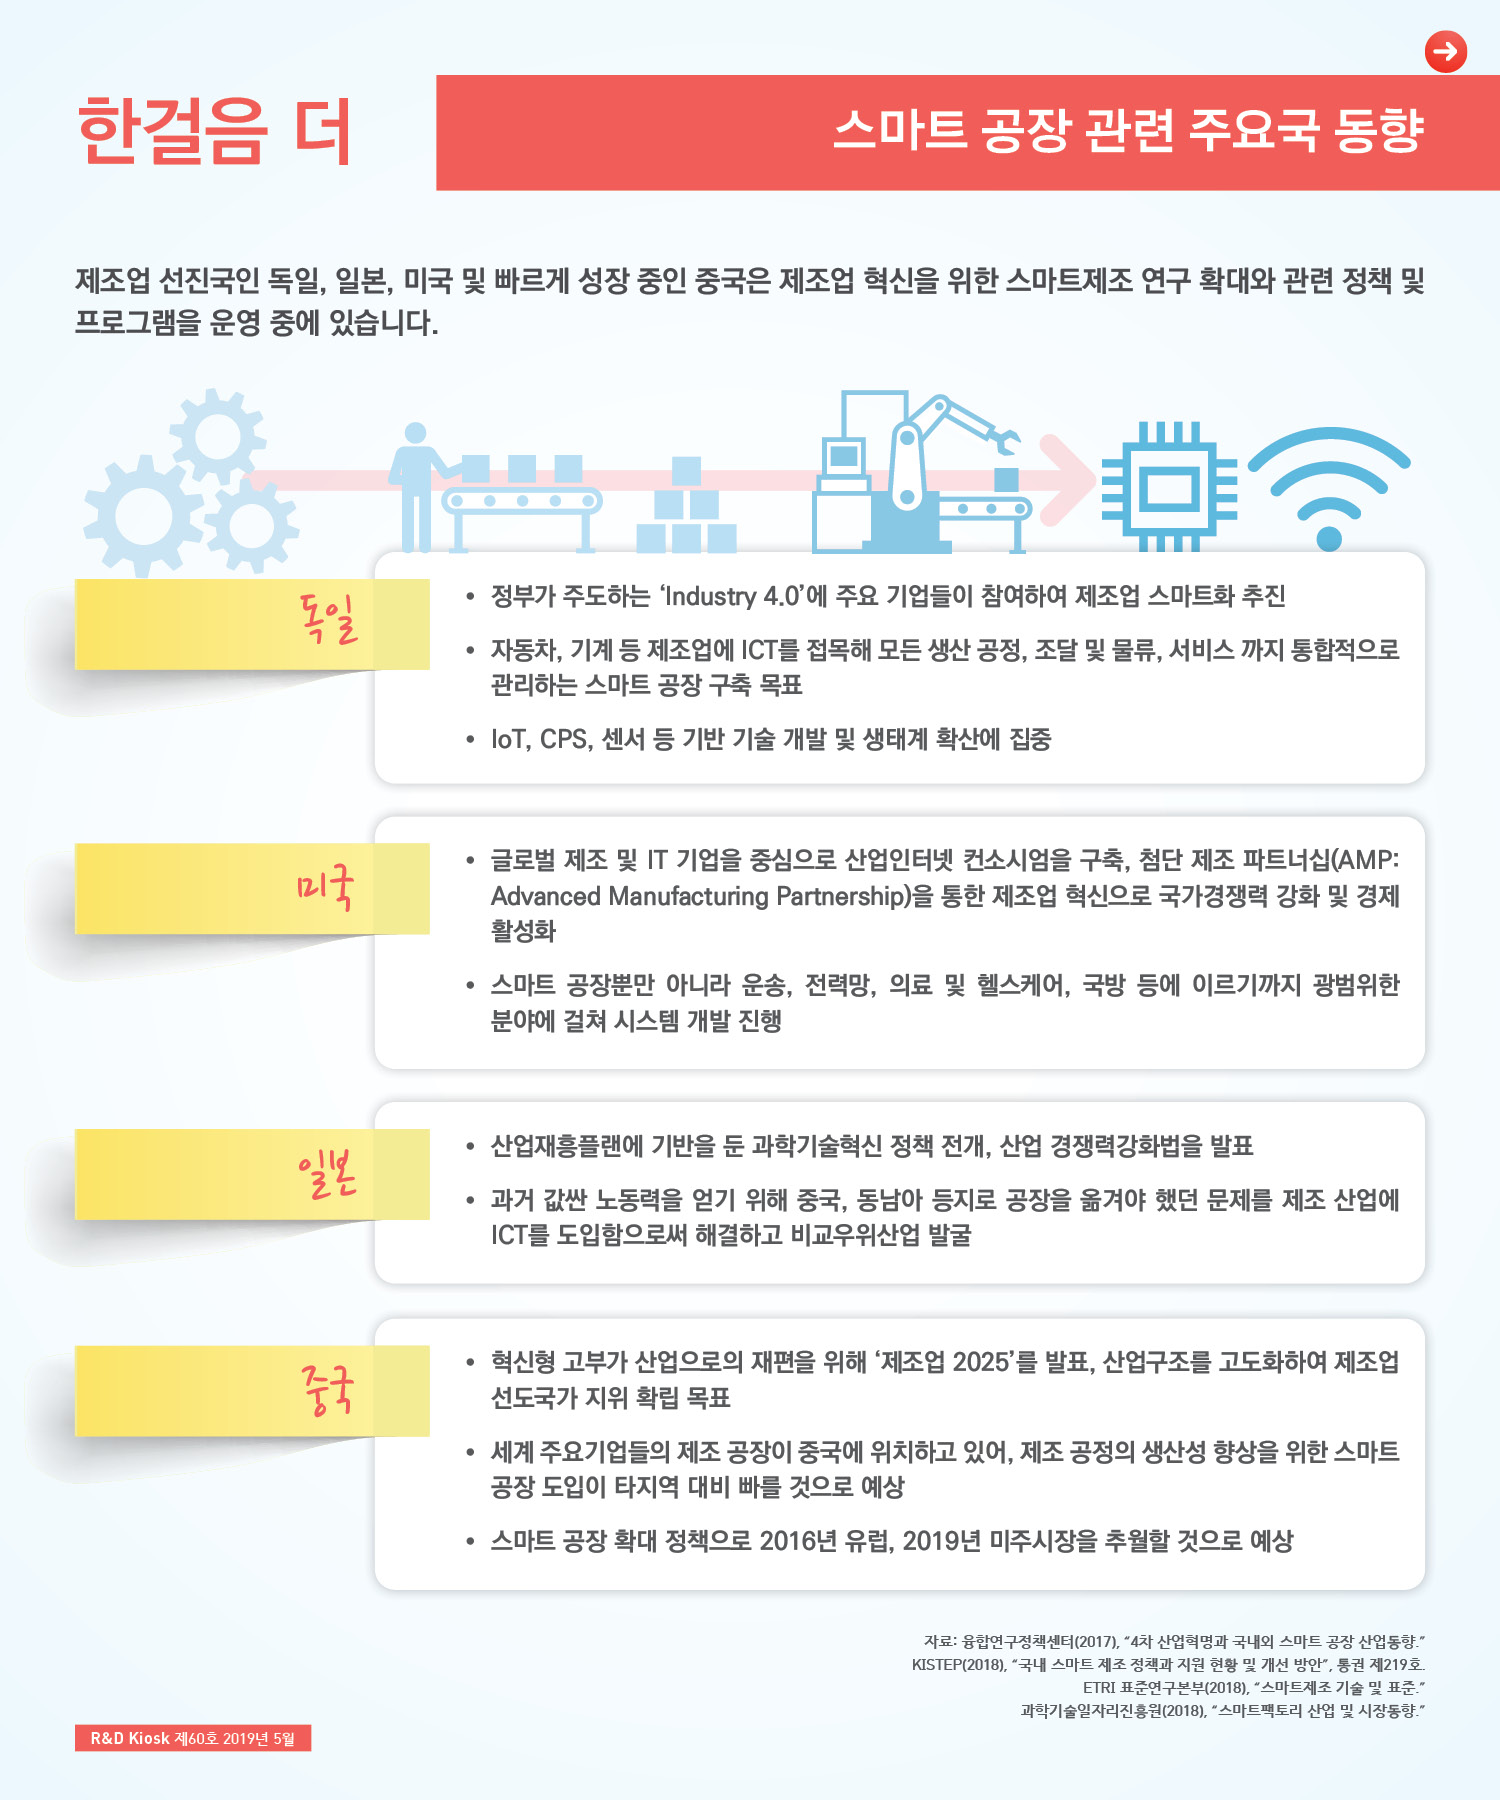 한걸음 더
스마트 공장 관련 주요국 동향
제조업 선진국인 독일, 일본, 미국 및 빠르게 성장 중인 중국은 제조업 혁신을 위한 스마트제조 연구 확대와 관련 정책 및
프로그램을 운영 중에 있습니다.
독일
• 정부가 주도하는 ‘Industry 4.0’에 주요 기업들이 참여하여 제조업 스마트화 추진
• 자동차, 기계 등 제조업에 ICT를 접목해 모든 생산 공정, 조달 및 물류, 서비스 까지 통합적으로
관리하는 스마트 공장 구축 목표
• IoT, CPS, 센서 등 기반 기술 개발 및 생태계 확산에 집중
미국
• 글로벌 제조 및 IT 기업을 중심으로 산업인터넷 컨소시엄을 구축, 첨단 제조 파트너십(AMP:
Advanced Manufacturing Partnership)을 통한 제조업 혁신으로 국가경쟁력 강화 및 경제
활성화
• 스마트 공장뿐만 아니라 운송, 전력망, 의료 및 헬스케어, 국방 등에 이르기까지 광범위한
분야에 걸쳐 시스템 개발 진행
일본
• 산업재흥플랜에 기반을 둔 과학기술혁신 정책 전개, 산업 경쟁력강화법을 발표
• 과거 값싼 노동력을 얻기 위해 중국, 동남아 등지로 공장을 옮겨야 했던 문제를 제조 산업에
ICT를 도입함으로써 해결하고 비교우위산업 발굴
중국
• 혁신형 고부가 산업으로의 재편을 위해 ‘제조업 2025’를 발표, 산업구조를 고도화하여 제조업
선도국가 지위 확립 목표
• 세계 주요기업들의 제조 공장이 중국에 위치하고 있어, 제조 공정의 생산성 향상을 위한 스마트
공장 도입이 타지역 대비 빠를 것으로 예상
• 스마트 공장 확대 정책으로 2016년 유럽, 2019년 미주시장을 추월할 것으로 예상
자료: 융합연구정책센터(2017), “4차 산업혁명과 국내외 스마트 공장 산업동향.”
KISTEP(2018), “국내 스마트 제조 정책과 지원 현황 및 개선 방안”, 통권 제219호.
ETRI 표준연구본부(2018), “스마트제조 기술 및 표준.”
과학기술일자리진흥원(2018), “스마트팩토리 산업 및 시장동향.”
R&D Kiosk 제60호 2019년 5월